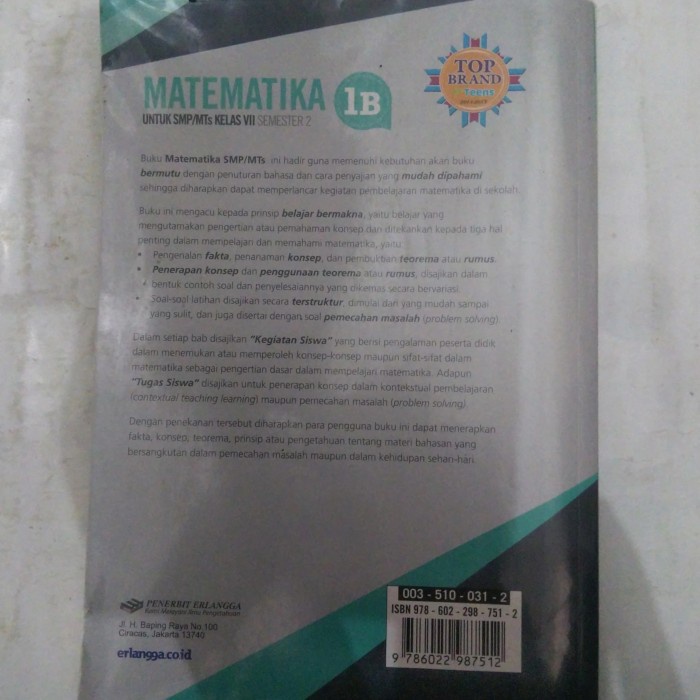 MATEMATIKA 1B
UNTUK SMP/MTs KELAS VII SEMESTER 2
TOP
BRAND
Teens
Buku Matematika SMP/MTs ini hadir guna memenuhi kebutuhan akan buku
bermutu dengan penuturan bahasa dan cara penyajian yang mudah dipahami
sehingga diharapkan dapat memperlancar kegiatan pembelajaran matematika di sekolah.
Buku ini mengacu kepada prinsip belajar bermakna, yaitu belajar yang
mengutamakan pengertian atau pemahaman konsep dan ditekankan kepada tiga hal
penting dalam mempelajari dan memahami matematika, yaitu
• Pengenalan fakta, penanaman konsep, dan pembuktian teorema atau rumus.
• Penerapan konsep dan penggunaan teorema atau rumus, disajikan dalam
bentuk contoh soal dan penyelesaiannya yang dikemas secara bervariasi.
• Soal-soal latihan disajikan secara terstruktur, dimulai dari yang mudah sampai
yang sulit, dan juga disertai dengan soal pemecahan masalah (problem solving).
Dalam setiap bab disajikan "Kegiatan Siswa" yang berisi pengalaman peserta didik
dalam menemukan atau memperoleh konsep-konsep maupun sifat-sifat dalam
matematika sebagai pengertian dasar dalam mempelajari matematika. Adapun
"Tugas Siswa" disajikan untuk penerapan konsep dalam kontekstual pembelajaran
(contextual teaching learning) maupun pemecahan masalah (problem solving).
Dengan penekanan tersebut diharapkan para pengguna buku ini dapat menerapkan
fakta, konsep, teorema, prinsip atau pengetahuan tentang materi bahasan yang
bersangkutan dalam pemecahan masalah maupun dalam kehidupan sehari-hari.
PENERBIT ERLANGGA
Kami Melayani Ilmu Pengetahuan
Jl. H. Baping Raya No.100
Ciracas, Jakarta 13740
erlangga.co.id
003 - 510 - 031 - 2
ISBN 978 - 602 - 298 - 751 - 2
9 786022 987512